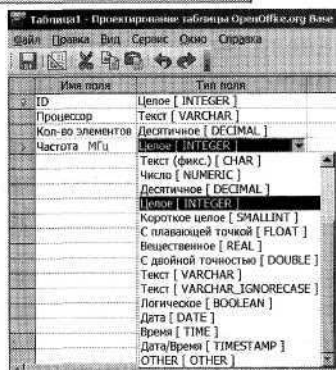 Таблица1 - Проектирование таблицы OpenOffice.org Base
Файл Правка Вид Сервис Окно Справка
Имя поля Тип поля
ID Целое [ INTEGER ]
Процессор Текст [ VARCHAR ]
Кол-во элементов Десятичное [ DECIMAL ]
Частота МГц Целое [ INTEGER ]
Текст (фикс.) [ CHAR ]
Число [ NUMERIC ]
Десятичное [ DECIMAL ]
Целое [ INTEGER ]
Короткое целое [ SMALLINT ]
С плавающей точкой [ FLOAT ]
Вещественное [ REAL ]
С двойной точностью [ DOUBLE ]
Текст [ VARCHAR ]
Текст [ VARCHAR_IGNORECASE ]
Логическое [ BOOLEAN ]
Дата [ DATE ]
Время [ TIME ]
Дата/Время [ TIMESTAMP ]
OTHER [ OTHER ]